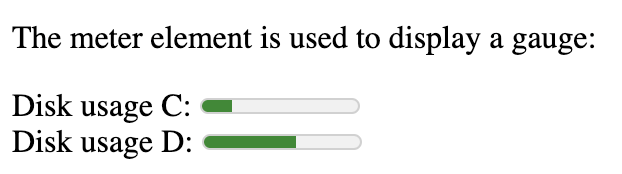 The meter element is used to display a gauge:
Disk usage C:
Disk usage D: